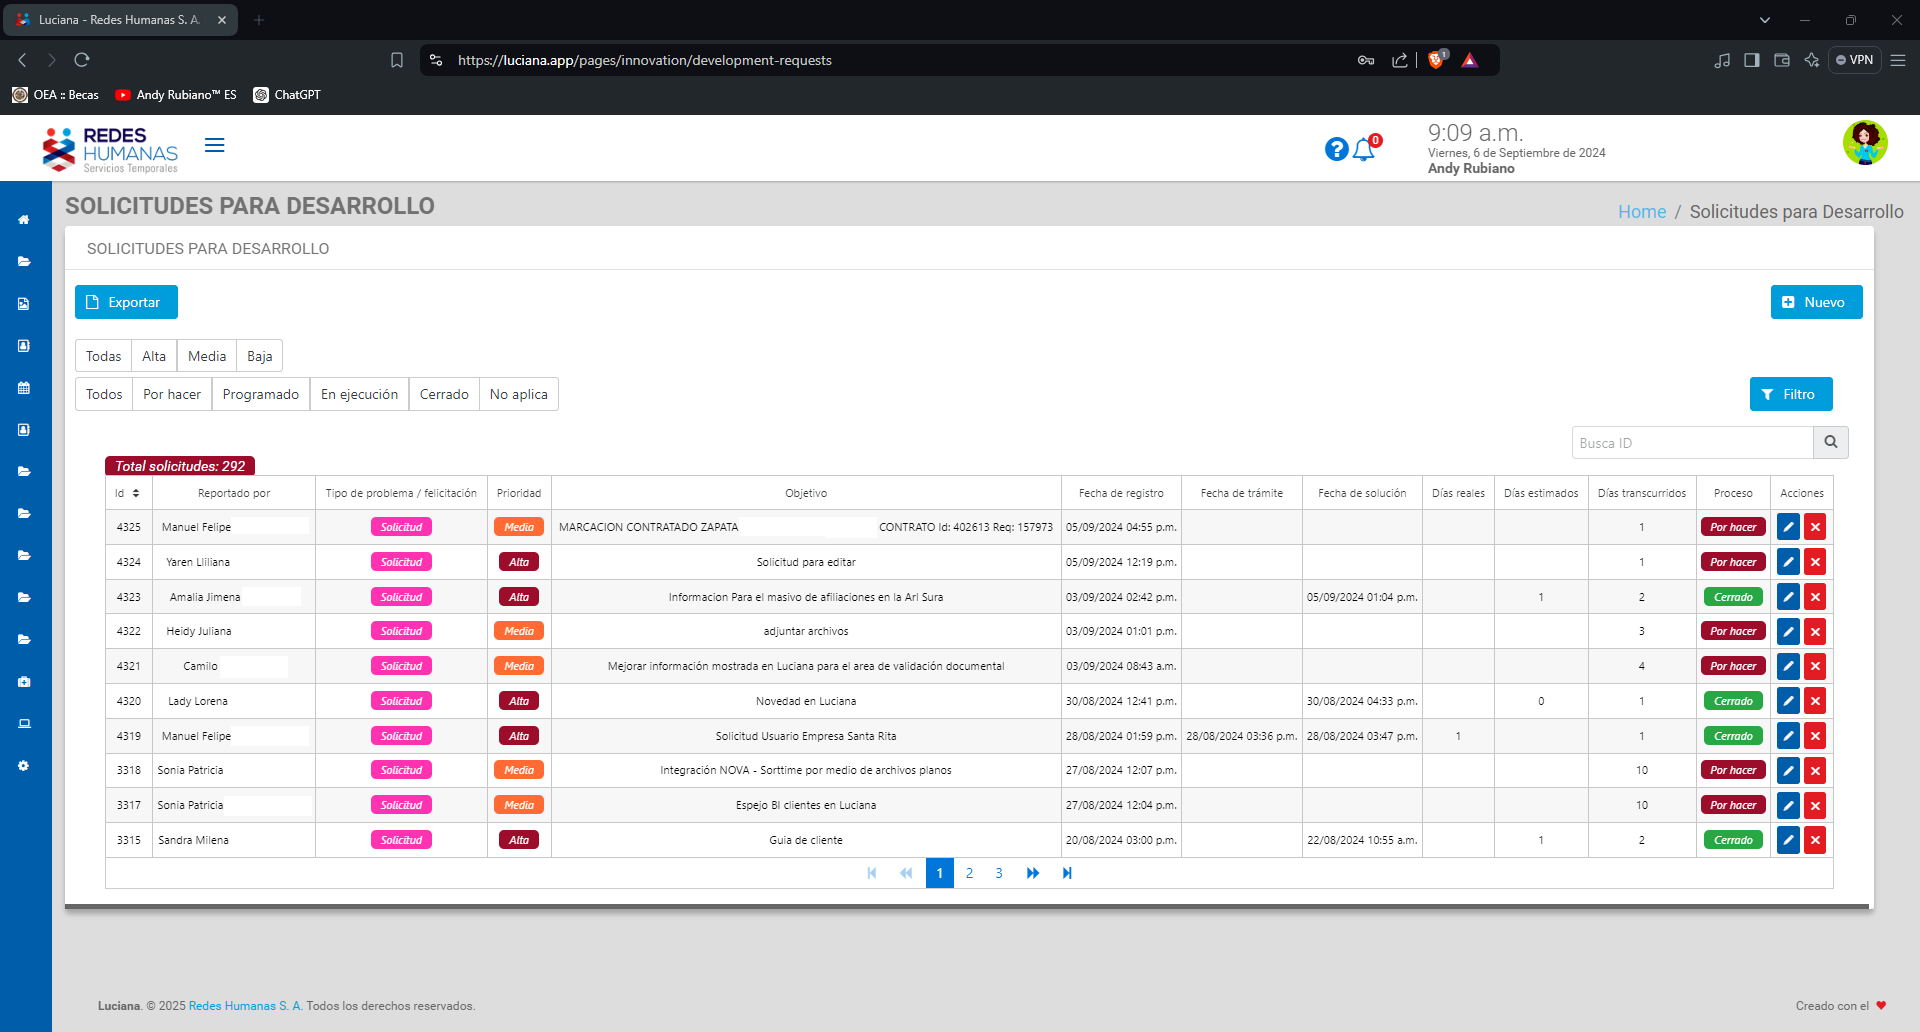 Luciana - Redes Humanas S. A.
https://luciana.app/pages/innovation/development-requests
1
VPN
OEA :: Becas Andy Rubiano™ ES ChatGPT
REDES
HUMANAS
Servicios Temporales
? 0
9:09 a.m.
Viernes, 6 de Septiembre de 2024
Andy Rubiano
SOLICITUDES PARA DESARROLLO
Home / Solicitudes para Desarrollo
SOLICITUDES PARA DESARROLLO
Exportar Nuevo
Todas Alta Media Baja
Todos Por hacer Programado En ejecución Cerrado No aplica Filtro
Busca ID
Total solicitudes: 292
Id Reportado por Tipo de problema / felicitación Prioridad Objetivo Fecha de registro Fecha de trámite Fecha de solución Días reales Días estimados Días transcurridos Proceso Acciones
4325 Manuel Felipe Solicitud Media MARCACION CONTRATADO ZAPATA CONTRATO Id: 402613 Req: 157973 05/09/2024 04:55 p.m. 1 Por hacer
4324 Yaren Lliliana Solicitud Alta Solicitud para editar 05/09/2024 12:19 p.m. 1 Por hacer
4323 Amalia Jimena Solicitud Alta Informacion Para el masivo de afiliaciones en la Arl Sura 03/09/2024 02:42 p.m. 05/09/2024 01:04 p.m. 1 2 Cerrado
4322 Heidy Juliana Solicitud Media adjuntar archivos 03/09/2024 01:01 p.m. 3 Por hacer
4321 Camilo Solicitud Media Mejorar información mostrada en Luciana para el area de validación documental 03/09/2024 08:43 a.m. 4 Por hacer
4320 Lady Lorena Solicitud Alta Novedad en Luciana 30/08/2024 12:41 p.m. 30/08/2024 04:33 p.m. 0 1 Cerrado
4319 Manuel Felipe Solicitud Alta Solicitud Usuario Empresa Santa Rita 28/08/2024 01:59 p.m. 28/08/2024 03:36 p.m. 28/08/2024 03:47 p.m. 1 1 Cerrado
3318 Sonia Patricia Solicitud Media Integración NOVA - Sorttime por medio de archivos planos 27/08/2024 12:07 p.m. 10 Por hacer
3317 Sonia Patricia Solicitud Media Espejo BI clientes en Luciana 27/08/2024 12:04 p.m. 10 Por hacer
3315 Sandra Milena Solicitud Alta Guia de cliente 20/08/2024 03:00 p.m. 22/08/2024 10:55 a.m. 1 2 Cerrado
1 2 3
Luciana. © 2025 Redes Humanas S. A. Todos los derechos reservados.
Creado con el